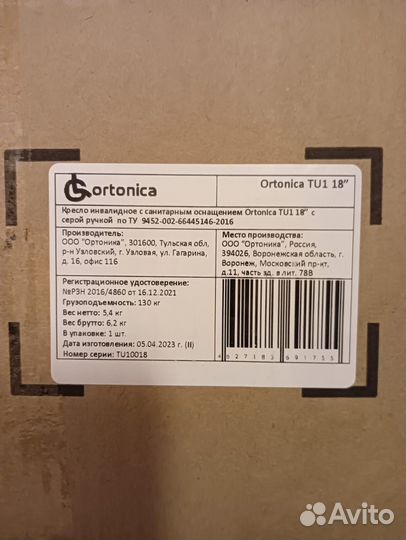 ortonica
Ortonica TU1 18”
Кресло инвалидное с санитарным оснащением Ortonica TU1 18” с
серой ручкой по ТУ 9452-002-66445146-2016
Производитель:
ООО “Ортоника”, 301600, Тульская обл,
р-н Узловский, г. Узловая, ул. Гагарина,
д. 16, офис 116
Место производства:
ООО “Ортоника”, Россия,
394026, Воронежская область, г.
Воронеж, Московский пр-кт,
д.11, часть зд. в лит. 78В
Регистрационное удостоверение:
№РЗН 2016/4860 от 16.12.2021
Грузоподъемность: 130 кг
Вес нетто: 5,4 кг
Вес брутто: 6,2 кг
В упаковке: 1 шт.
Дата изготовления: 05.04.2023 г. (II)
Номер серии: TU10018
4 627183 691755
Avito